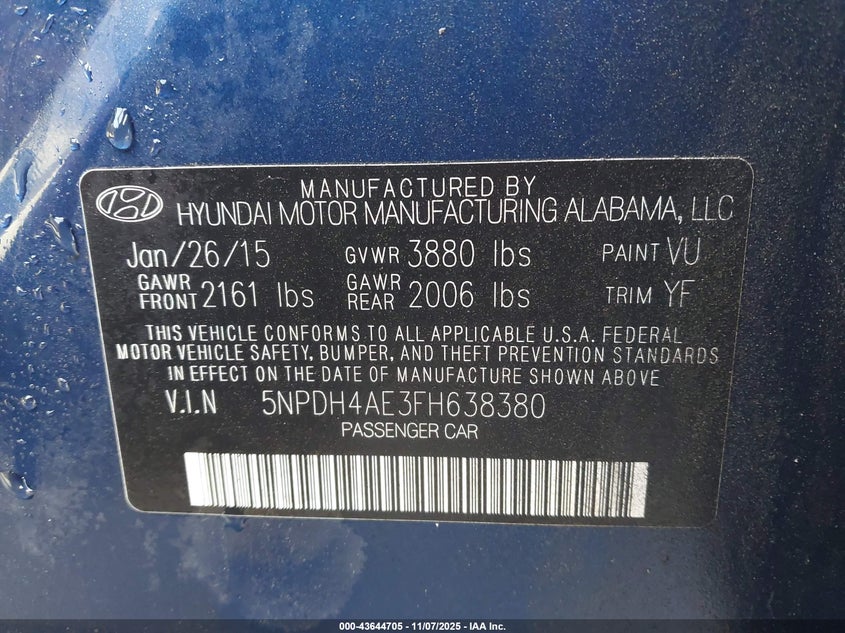 MANUFACTURED BY
HYUNDAI MOTOR MANUFACTURING ALABAMA, LLC
Jan/26/15 GVWR 3880 lbs PAINT VU
GAWR FRONT 2161 lbs GAWR REAR 2006 lbs TRIM YF
THIS VEHICLE CONFORMS TO ALL APPLICABLE U.S.A. FEDERAL
MOTOR VEHICLE SAFETY, BUMPER, AND THEFT PREVENTION STANDARDS
IN EFFECT ON THE DATE OF MANUFACTURE SHOWN ABOVE
V.I.N 5NPDH4AE3FH638380
PASSENGER CAR
000-43644705 - 11/07/2025 - IAA Inc.